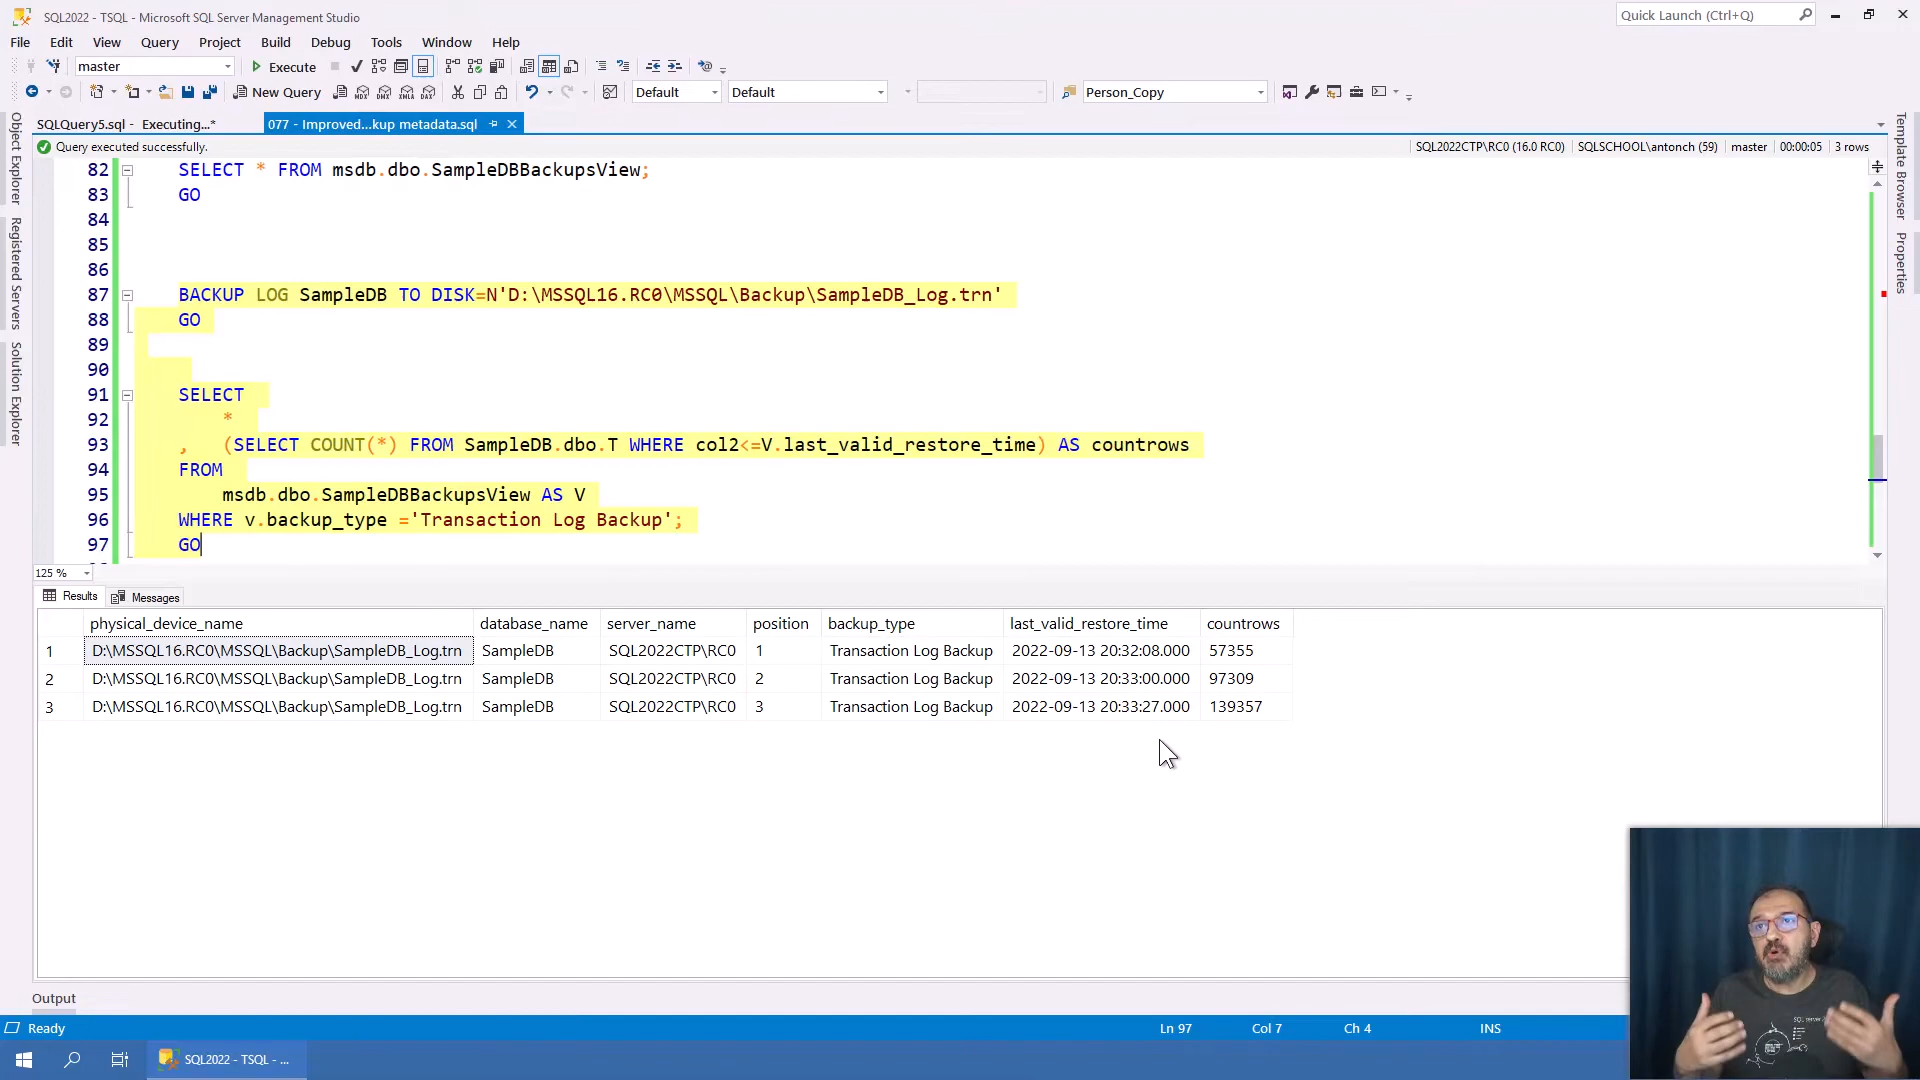 SQL2022 - TSQL - Microsoft SQL Server Management Studio
Quick Launch (Ctrl+Q)
File Edit View Query Project Build Debug Tools Window Help
master Execute
New Query Default Default Person_Copy
SQLQuery5.sql - Executing...* 077 - Improved...kup metadata.sql
Query executed successfully. SQL2022CTP\RC0 (16.0 RC0) SQLSCHOOL\antonch (59) master 00:00:05 3 rows
Object Explorer
Registered Servers
Solution Explorer
Template Browser
Properties
82 SELECT * FROM msdb.dbo.SampleDBBackupsView;
83 GO
84
85
86
87 BACKUP LOG SampleDB TO DISK=N'D:\MSSQL16.RC0\MSSQL\Backup\SampleDB_Log.trn'
88 GO
89
90
91 SELECT
92 *
93 , (SELECT COUNT(*) FROM SampleDB.dbo.T WHERE col2<=V.last_valid_restore_time) AS countrows
94 FROM
95 msdb.dbo.SampleDBBackupsView AS V
96 WHERE v.backup_type ='Transaction Log Backup';
97 GO
125 %
Results Messages
physical_device_name database_name server_name position backup_type last_valid_restore_time countrows
1 D:\MSSQL16.RC0\MSSQL\Backup\SampleDB_Log.trn SampleDB SQL2022CTP\RC0 1 Transaction Log Backup 2022-09-13 20:32:08.000 57355
2 D:\MSSQL16.RC0\MSSQL\Backup\SampleDB_Log.trn SampleDB SQL2022CTP\RC0 2 Transaction Log Backup 2022-09-13 20:33:00.000 97309
3 D:\MSSQL16.RC0\MSSQL\Backup\SampleDB_Log.trn SampleDB SQL2022CTP\RC0 3 Transaction Log Backup 2022-09-13 20:33:27.000 139357
Output
Ready Ln 97 Col 7 Ch 4 INS
SQL2022 - TSQL - ...